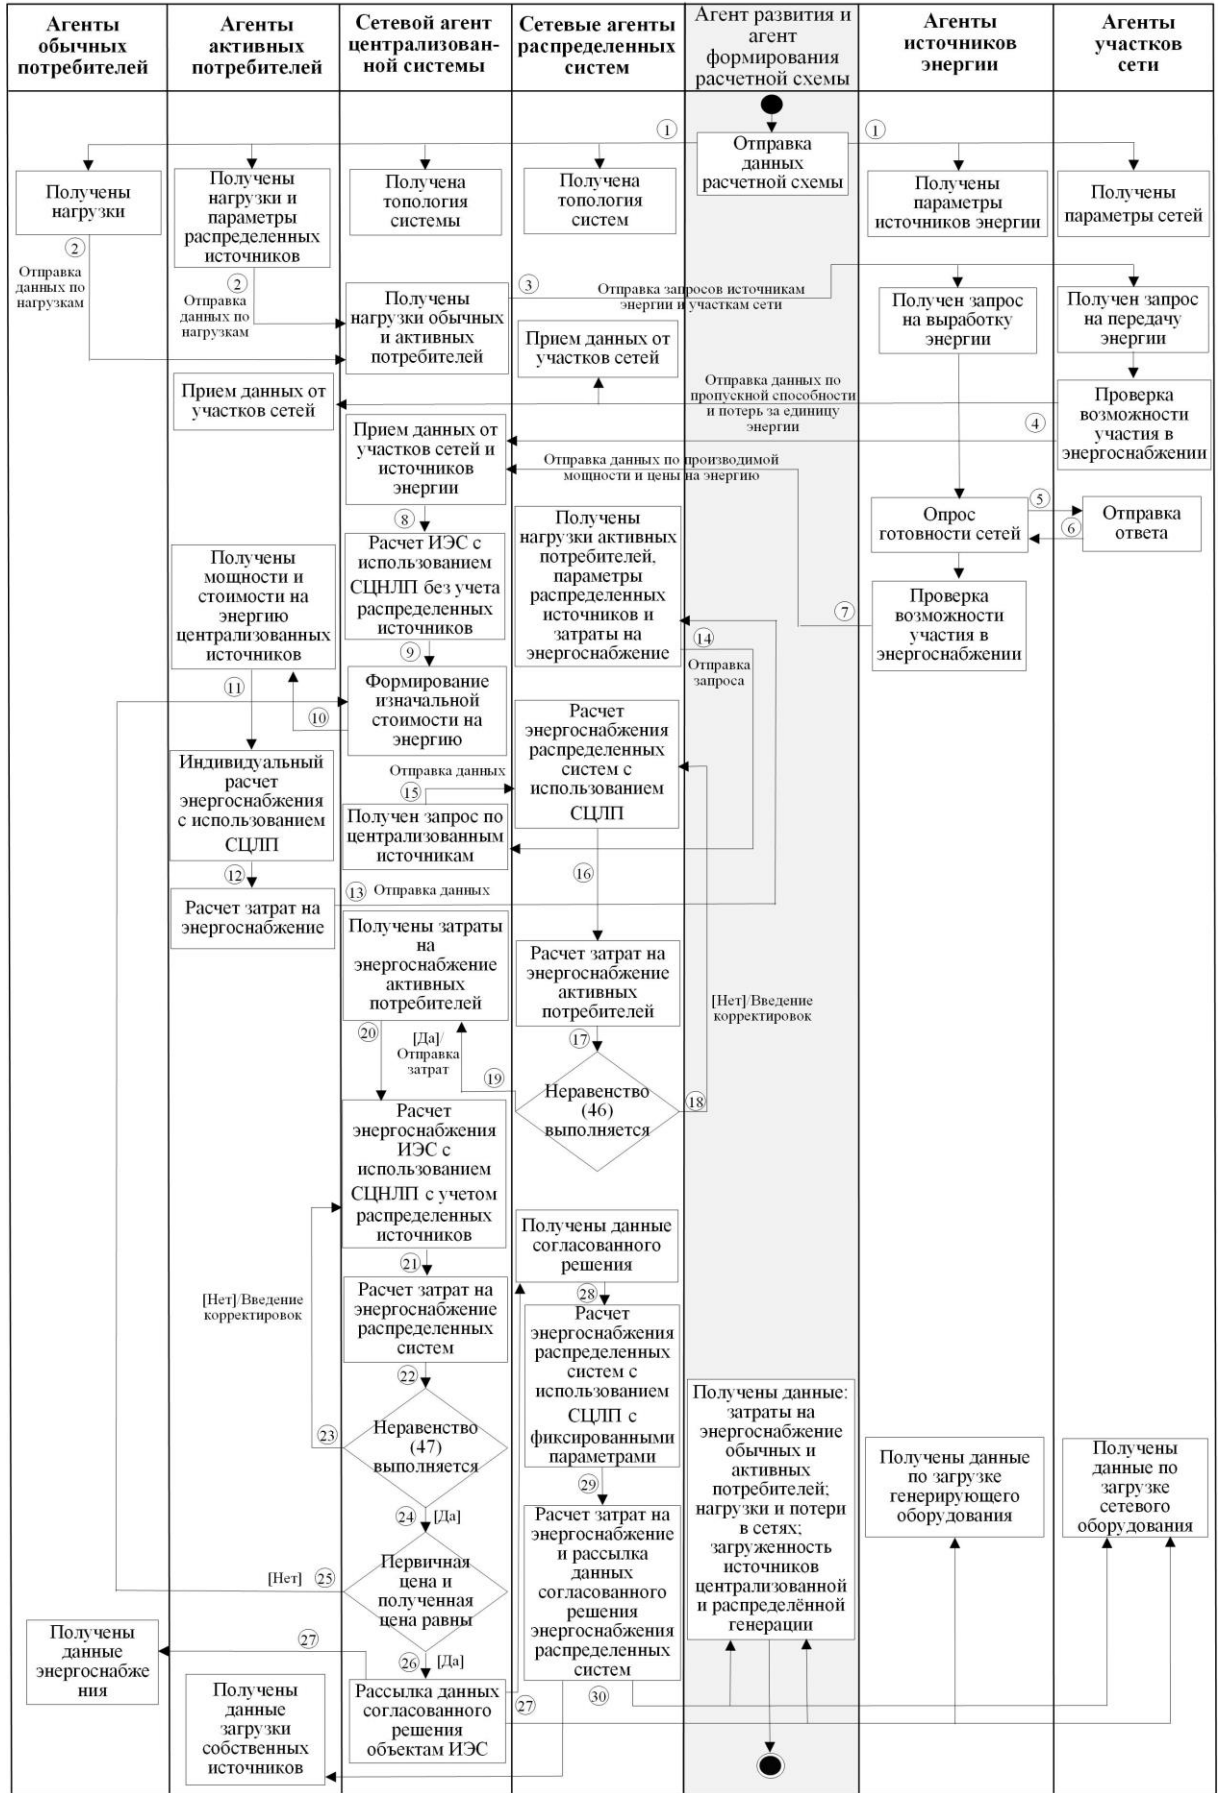 Агенты
обычных
потребителей
Агенты
активных
потребителей
Сетевой агент
централизован-
ной системы
Сетевые агенты
распределенных
систем
Агент развития и
агент
формирования
расчетной схемы
Агенты
источников
энергии
Агенты
участков
сети
1
1
Отправка
данных
расчетной схемы
Получены
нагрузки
Получены
нагрузки и
параметры
распределенных
источников
Получена
топология
системы
Получена
топология
систем
Получены
параметры
источников энергии
Получены
параметры сетей
2
Отправка
данных по
нагрузкам
2
Отправка
данных по
нагрузкам
Получены
нагрузки обычных
и активных
потребителей
3
Отправка запросов источникам
энергии и участкам сети
Прием данных от
участков сетей
Получен запрос
на выработку
энергии
Получен запрос
на передачу
энергии
Прием данных от
участков сетей
Отправка данных по
пропускной способности
и потерь за единицу
энергии
4
Проверка
возможности
участия в
энергоснабжении
Прием данных от
участков сетей и
источников
энергии
Отправка данных по производимой
мощности и цены на энергию
8
5
6
Опрос
готовности сетей
Отправка
ответа
Получены
мощности и
стоимости на
энергию
централизованных
источников
Расчет ИЭС с
использованием
СЦНЛП без учета
распределенных
источников
Получены
нагрузки активных
потребителей,
параметры
распределенных
источников и
затраты на
энергоснабжение
7
Проверка
возможности
участия в
энергоснабжении
14
Отправка
запроса
9
11
10
Формирование
изначальной
стоимости на
энергию
Расчет
энергоснабжения
распределенных
систем с
использованием
СЦЛП
Индивидуальный
расчет
энергоснабжения
с использованием
СЦЛП
Отправка данных
15
Получен запрос по
централизованным
источникам
12
13
Отправка данных
16
Расчет затрат на
энергоснабжение
Получены затраты
на
энергоснабжение
активных
потребителей
Расчет затрат на
энергоснабжение
активных
потребителей
[Нет]/Введение
корректировок
20
[Да]/
Отправка
затрат
17
19
Неравенство
(46)
выполняется
18
Расчет
энергоснабжения
ИЭС с
использованием
СЦНЛП с учетом
распределенных
источников
Получены данные
согласованного
решения
21
[Нет]/Введение
корректировок
Расчет затрат на
энергоснабжение
распределенных
систем
28
Расчет
энергоснабжения
распределенных
систем с
использованием
СЦЛП с
фиксированными
параметрами
22
23
Неравенство
(47)
выполняется
Получены данные:
затраты на
энергоснабжение
обычных и
активных
потребителей;
нагрузки и потери
в сетях;
загруженность
источников
централизованной
и распределённой
генерации
Получены данные
по загрузке
генерирующего
оборудования
Получены
данные по
загрузке
сетевого
оборудования
29
24
[Да]
Расчет затрат на
энергоснабжение
и рассылка
данных
согласованного
решения
энергоснабжения
распределенных
систем
[Нет]
25
Первичная
цена и
полученная
цена равны
Получены
данные
энергоснабже
ния
27
26
[Да]
Получены
данные
загрузки
собственных
источников
Рассылка данных
согласованного
решения
объектам ИЭС
27
30